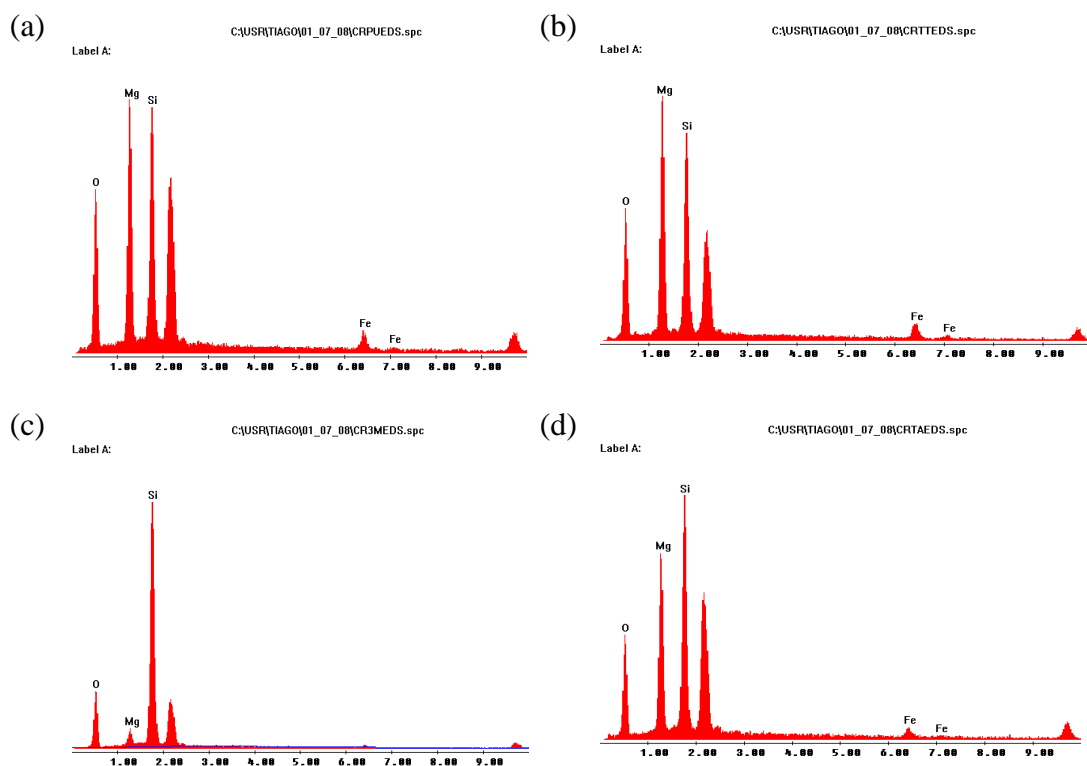 (a)
C:\USR\TIAGO\01_07_08\CRPUEDS.spc
Label A:
Mg
Si
O
Fe
Fe
1.00 2.00 3.00 4.00 5.00 6.00 7.00 8.00 9.00
(b)
C:\USR\TIAGO\01_07_08\CRTTEDS.spc
Label A:
Mg
Si
O
Fe
Fe
1.00 2.00 3.00 4.00 5.00 6.00 7.00 8.00 9.00
(c)
C:\USR\TIAGO\01_07_08\CR3MEDS.spc
Label A:
Si
O
Mg
1.00 2.00 3.00 4.00 5.00 6.00 7.00 8.00 9.00
(d)
C:\USR\TIAGO\01_07_08\CRTAEDS.spc
Label A:
Si
Mg
O
Fe
Fe
1.00 2.00 3.00 4.00 5.00 6.00 7.00 8.00 9.00